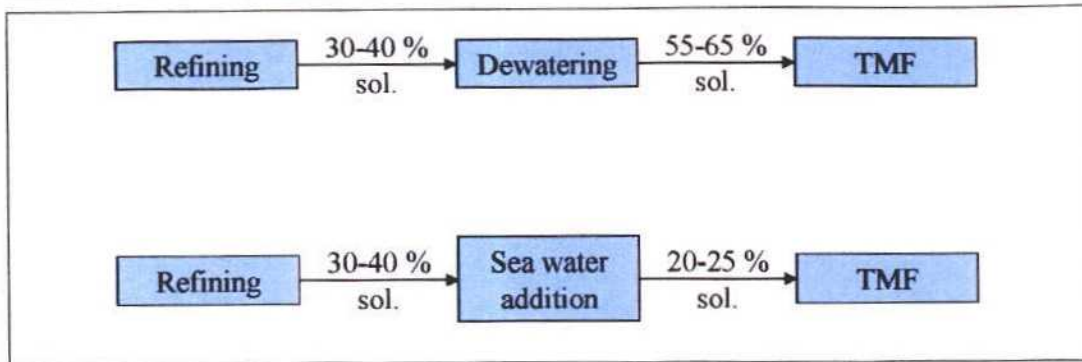 30-40 % 55-65 %
Refining Dewatering TMF
sol. sol.
30-40 % Sea water 20-25 %
Refining addition TMF
sol. sol.